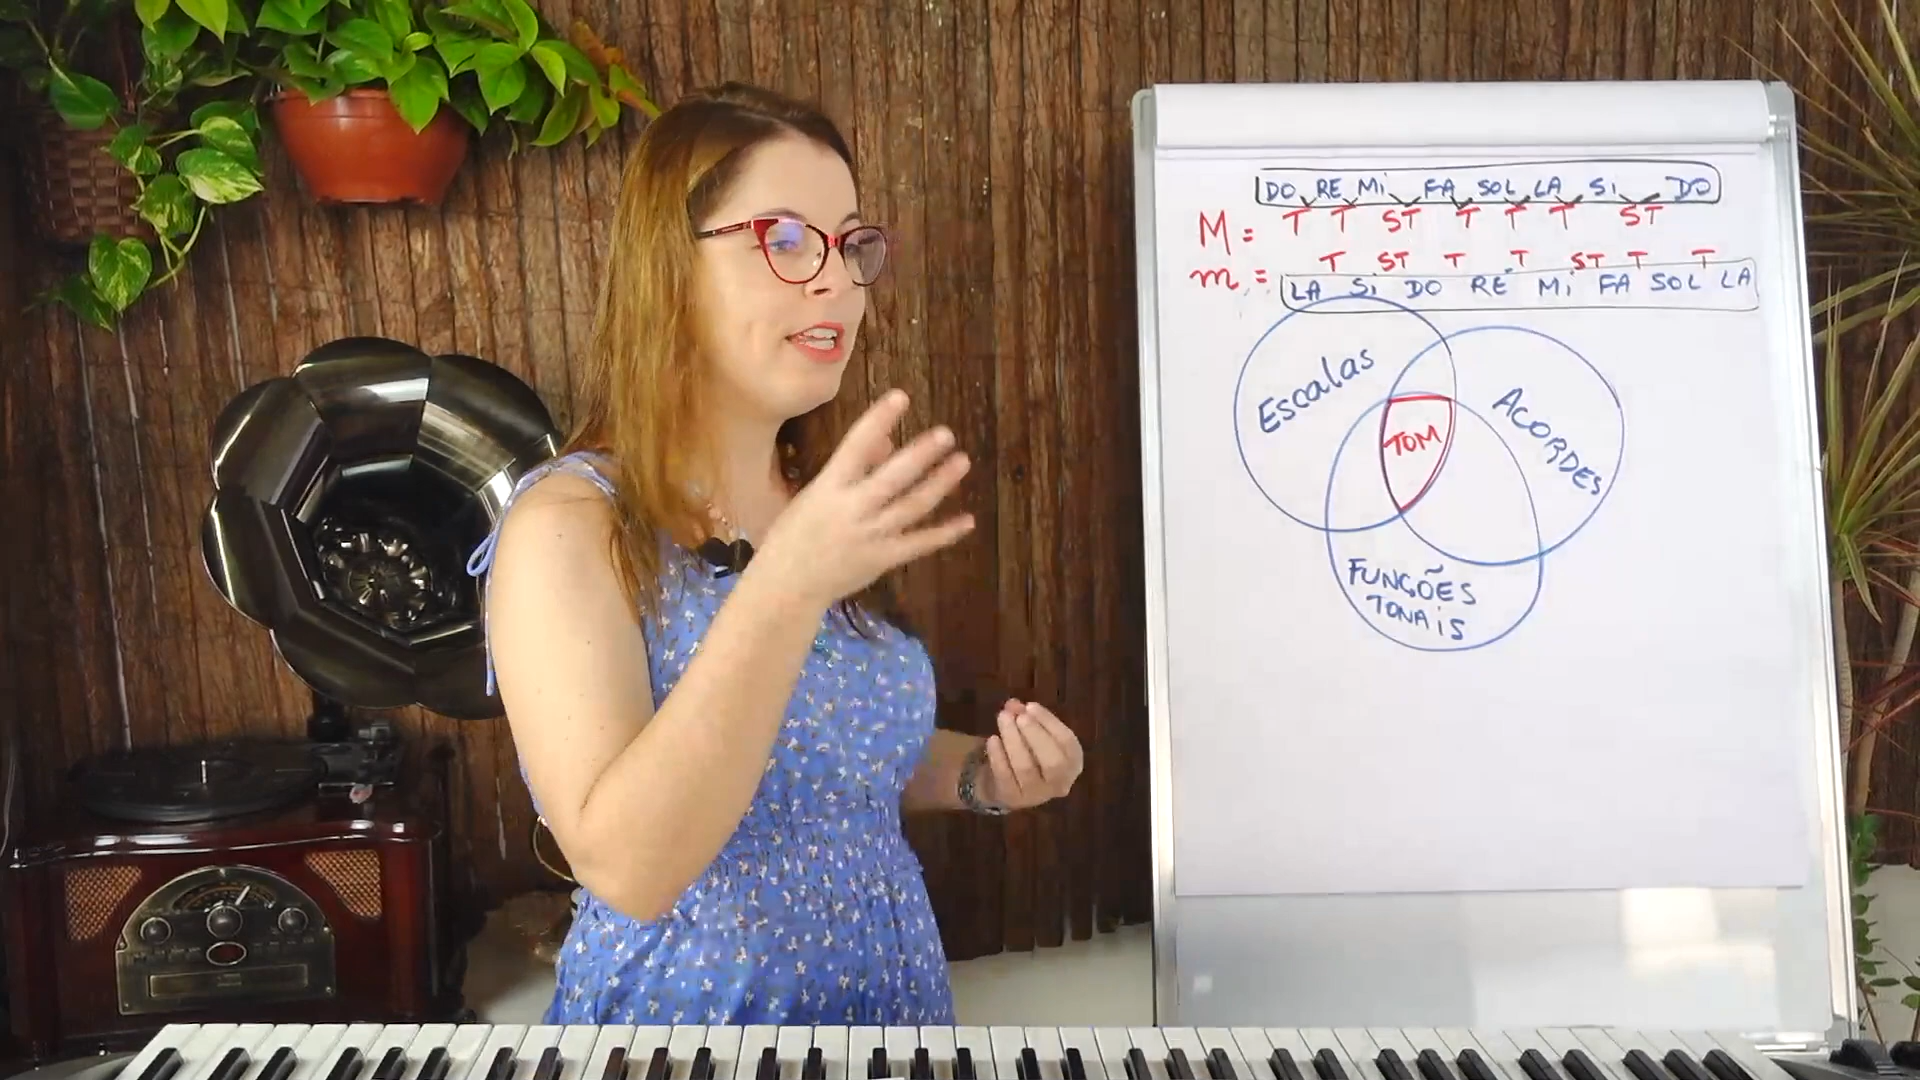 DO RE Mi FA SOL LA Si DO
M = T T ST T T T ST
m = T ST T T ST T T
LA Si DO RÉ Mi FA SOL LA
Escalas
ACORDES
TOM
FUNÇÕES
TONAiS